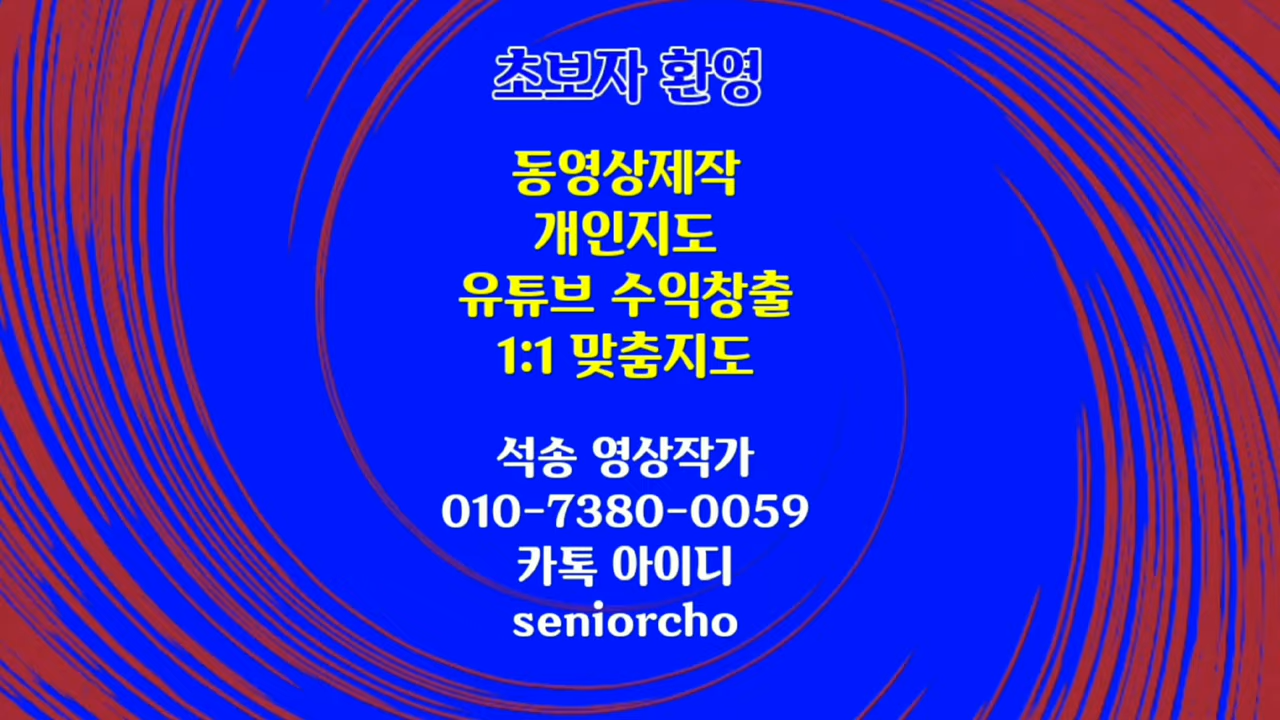 초보자 환영
동영상제작
개인지도
유튜브 수익창출
1:1 맞춤지도
석송 영상작가
010-7380-0059
카톡 아이디
seniorcho